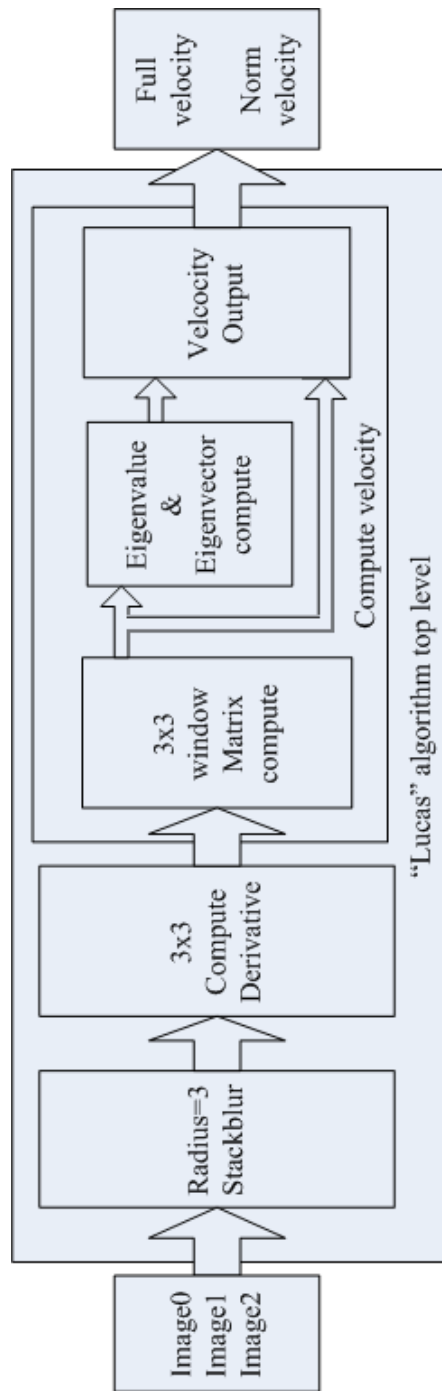 Image0
Image1
Image2
Radius=3
Stackblur
3x3
Compute
Derivative
3x3
window
Matrix
compute
Eigenvalue
&
Eigenvector
compute
Velcocity
Output
Compute velocity
“Lucas” algorithm top level
Full
velocity
Norm
velocity